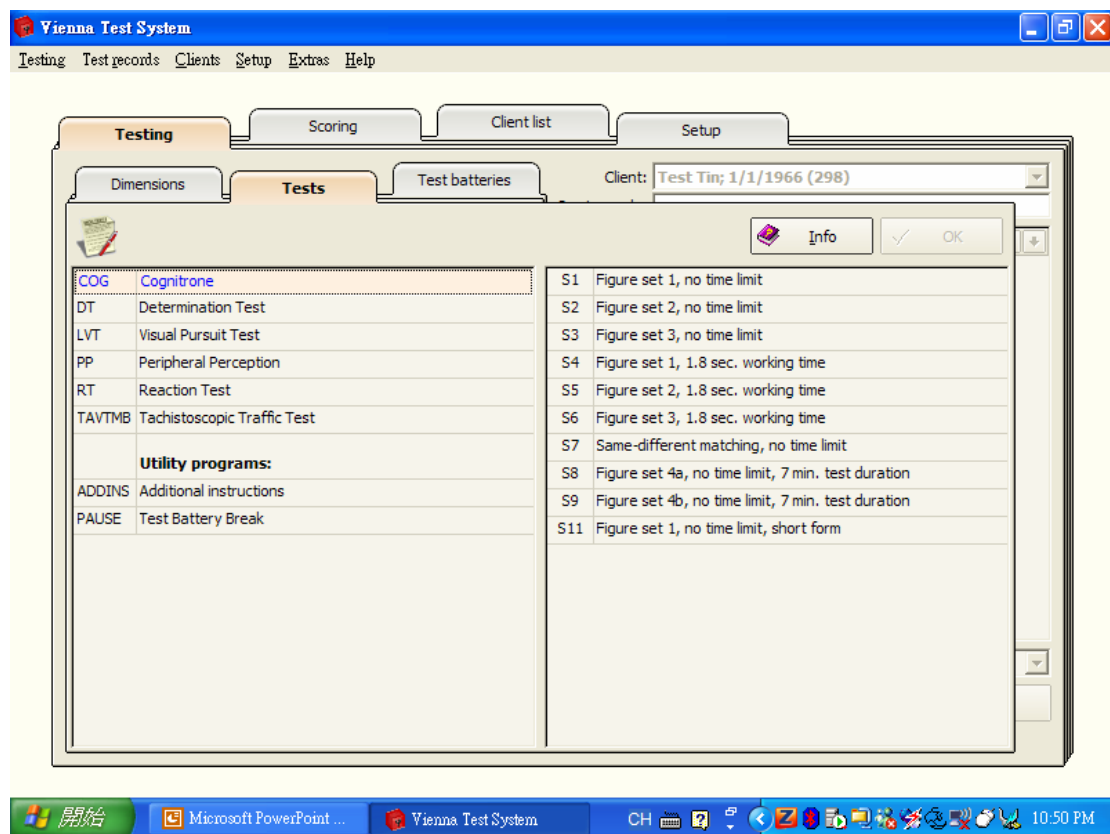 Vienna Test System
Testing Test records Clients Setup Extras Help
Testing Scoring Client list Setup
Dimensions Tests Test batteries Client: Test Tin; 1/1/1966 (298)
Info OK
COG Cognitrone
DT Determination Test
LVT Visual Pursuit Test
PP Peripheral Perception
RT Reaction Test
TAVTMB Tachistoscopic Traffic Test
Utility programs:
ADDINS Additional instructions
PAUSE Test Battery Break
S1 Figure set 1, no time limit
S2 Figure set 2, no time limit
S3 Figure set 3, no time limit
S4 Figure set 1, 1.8 sec. working time
S5 Figure set 2, 1.8 sec. working time
S6 Figure set 3, 1.8 sec. working time
S7 Same-different matching, no time limit
S8 Figure set 4a, no time limit, 7 min. test duration
S9 Figure set 4b, no time limit, 7 min. test duration
S11 Figure set 1, no time limit, short form
開始 Microsoft PowerPoint ... Vienna Test System CH 10:50 PM